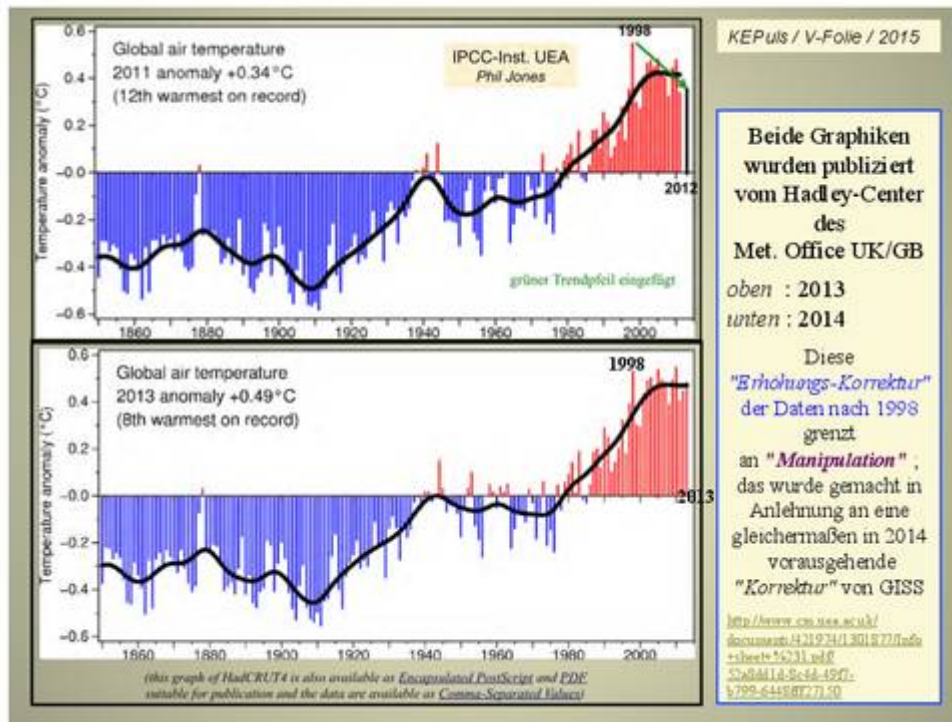 KEPuls / V-Folie / 2015
0.6
0.4
0.2
-0.0
-0.2
-0.4
-0.6
Temperature anomaly (°C)
Global air temperature
2011 anomaly +0.34°C
(12th warmest on record)
IPCC-Inst. UEA
Phil Jones
1998
2012
grüner Trendpfeil eingefügt
1860 1880 1900 1920 1940 1960 1980 2000
0.6
0.4
0.2
-0.0
-0.2
-0.4
-0.6
Temperature anomaly (°C)
Global air temperature
2013 anomaly +0.49°C
(8th warmest on record)
1998
2013
1860 1880 1900 1920 1940 1960 1980 2000
(this graph of HadCRUT4 is also available as Encapsulated PostScript and PDF
suitable for publication and the data are available as Comma-Separated Values)
Beide Graphiken
wurden publiziert
vom Hadley-Center
des
Met. Office UK/GB
oben : 2013
unten : 2014
Diese
"Erhöhungs-Korrektur"
der Daten nach 1998
grenzt
an "Manipulation" ;
das wurde gemacht in
Anlehnung an eine
gleichermaßen in 2014
vorausgehende
"Korrektur" von GISS